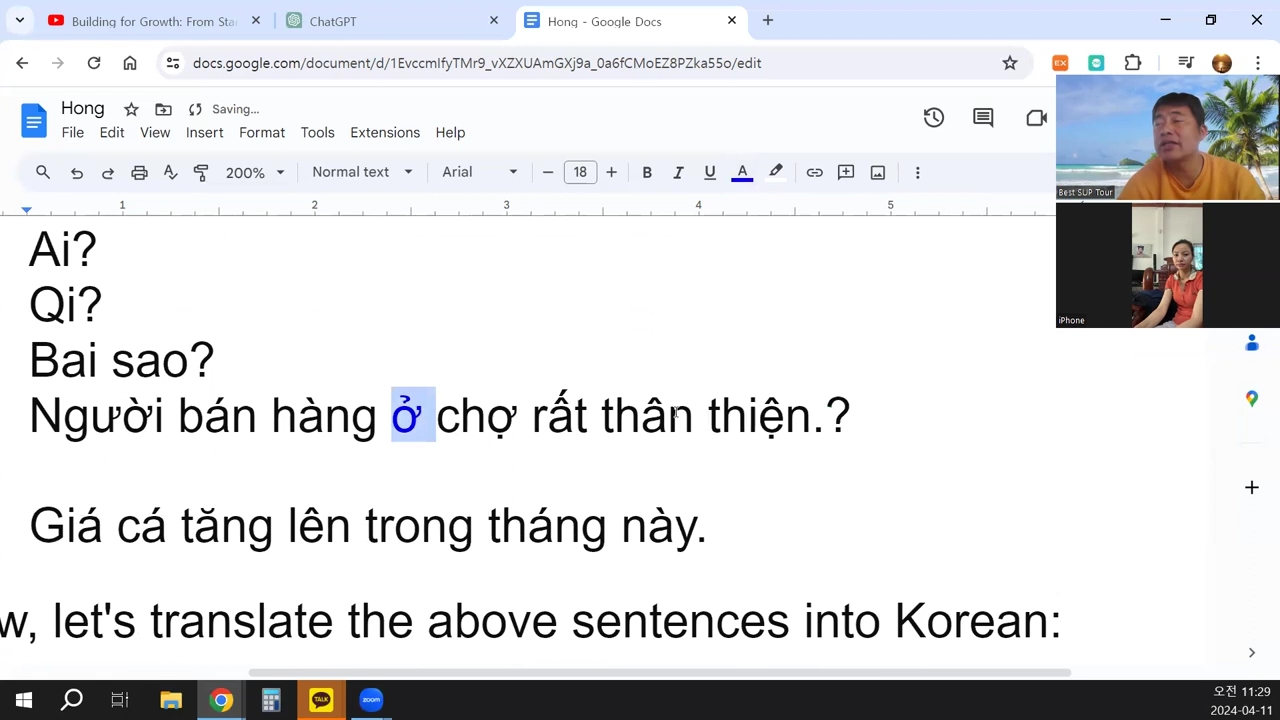 Building for Growth: From Sta
ChatGPT
Hong - Google Docs
docs.google.com/document/d/1EvccmIfyTMr9_vXZXUAmGXj9a_0a6fCMoEZ8PZka55o/edit
Hong
Saving...
File Edit View Insert Format Tools Extensions Help
200% Normal text Arial 18
1 2 3 4 5
Ai?
Qi?
Bai sao?
Người bán hàng ở chợ rất thân thiện.?
Giá cá tăng lên trong tháng này.
w, let's translate the above sentences into Korean:
Best SUP Tour
iPhone
TALK
zoom
오전 11:29
2024-04-11